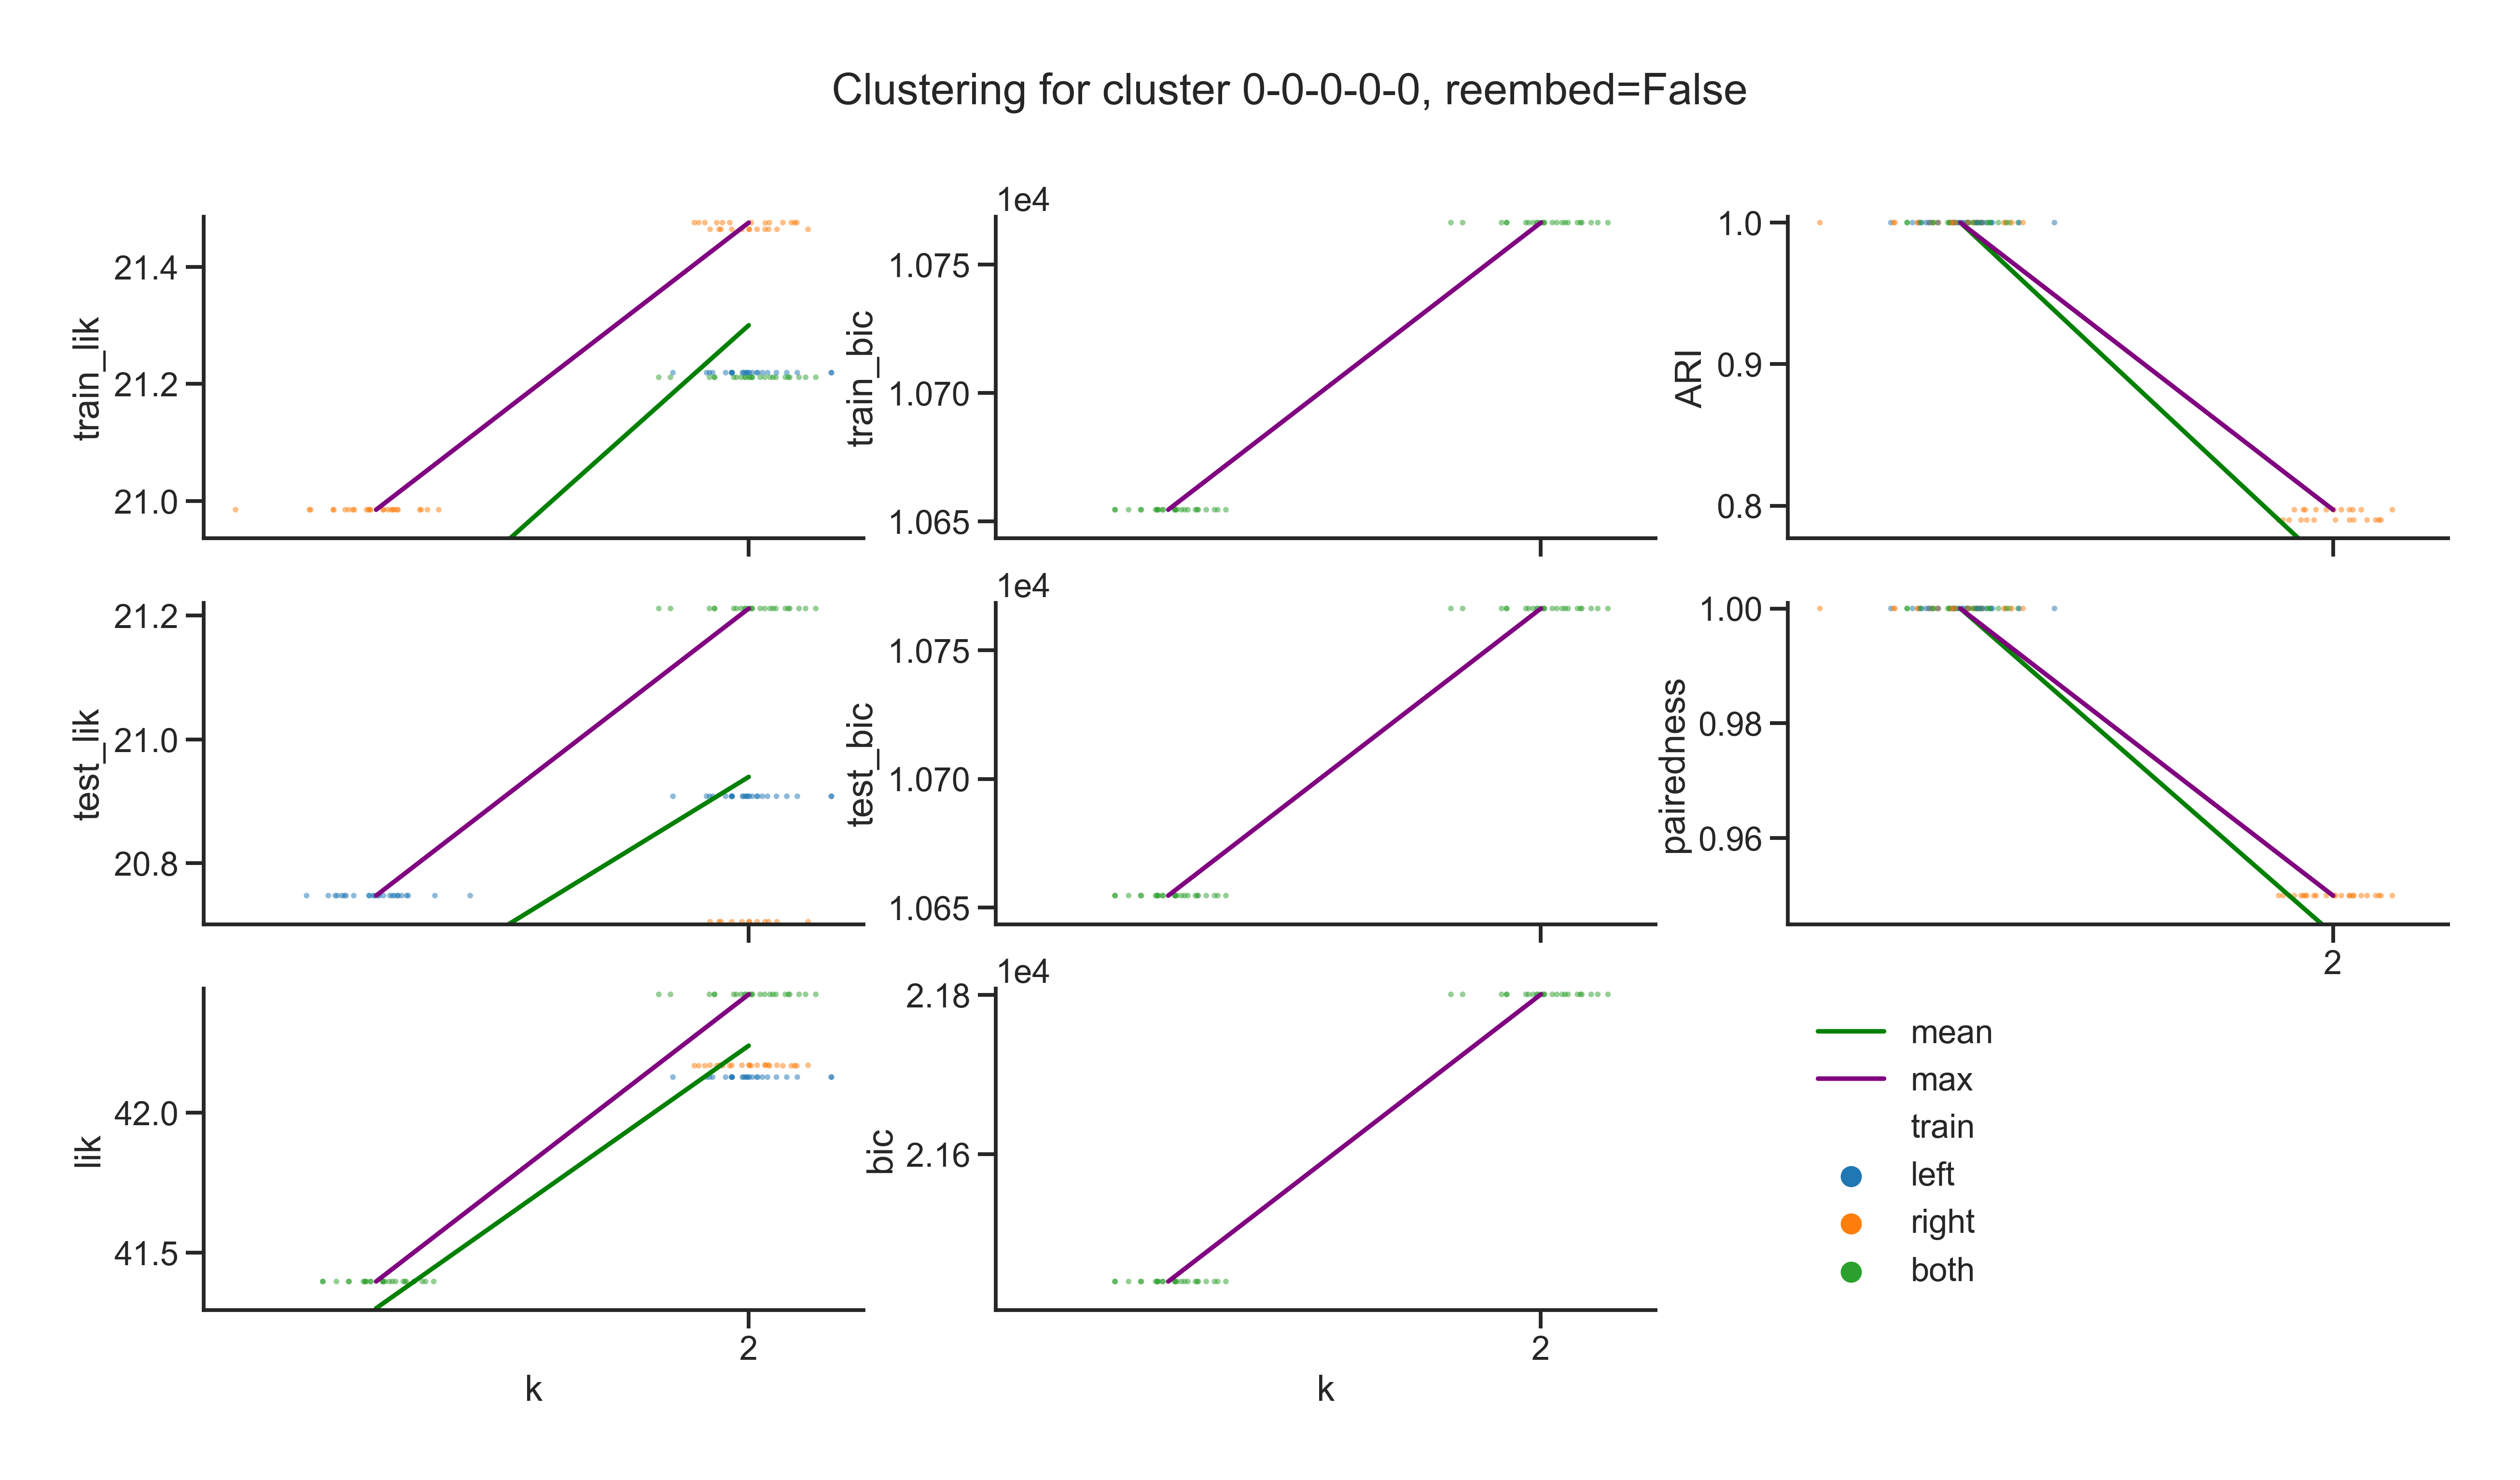 Clustering for cluster 0-0-0-0-0, reembed=False
train_lik
21.4
21.2
21.0
1e4
train_bic
1.075
1.070
1.065
ARI
1.0
0.9
0.8
test_lik
21.2
21.0
20.8
1e4
test_bic
1.075
1.070
1.065
pairedness
1.00
0.98
0.96
2
lik
42.0
41.5
2
k
1e4
bic
2.18
2.16
2
k
mean
max
train
left
right
both